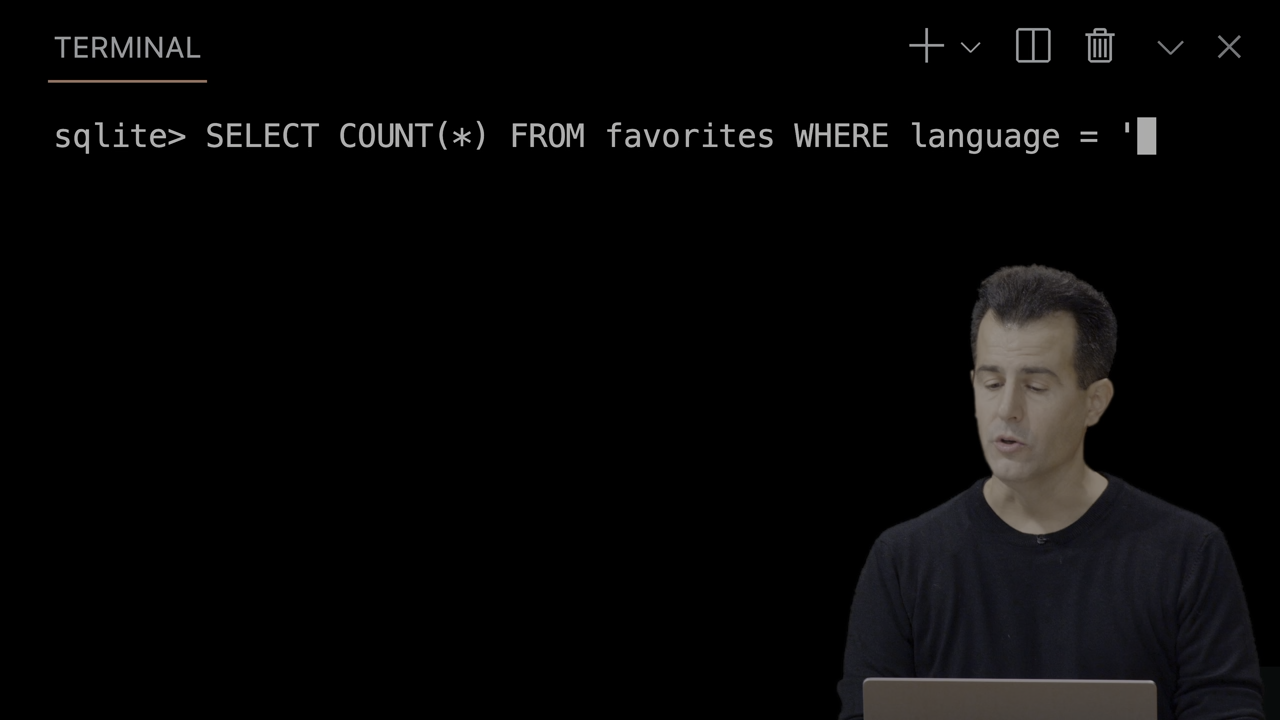 TERMINAL
sqlite> SELECT COUNT(*) FROM favorites WHERE language = '